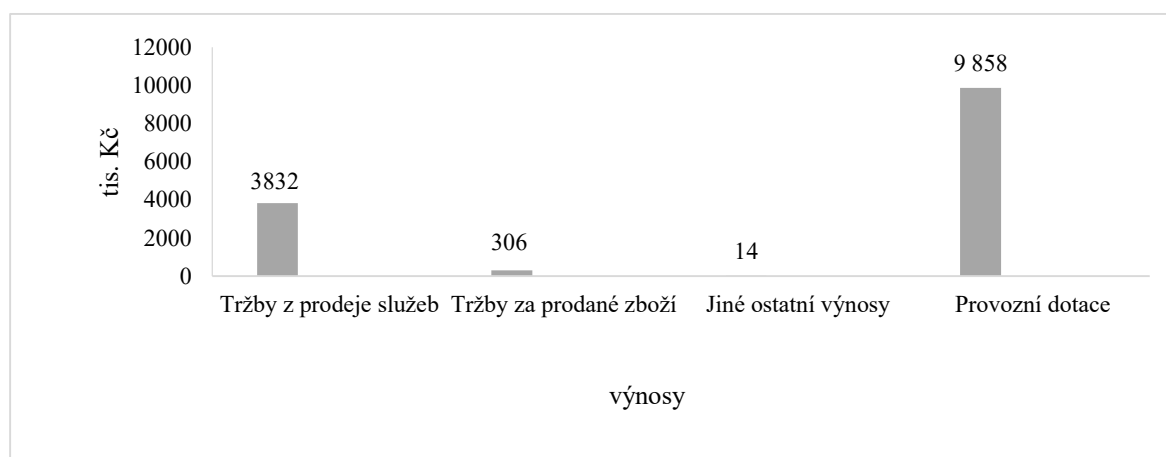 12000
10000
8000
6000
4000
2000
0
tis. Kč
3832
306
14
9 858
Tržby z prodeje služeb
Tržby za prodané zboží
Jiné ostatní výnosy
Provozní dotace
výnosy